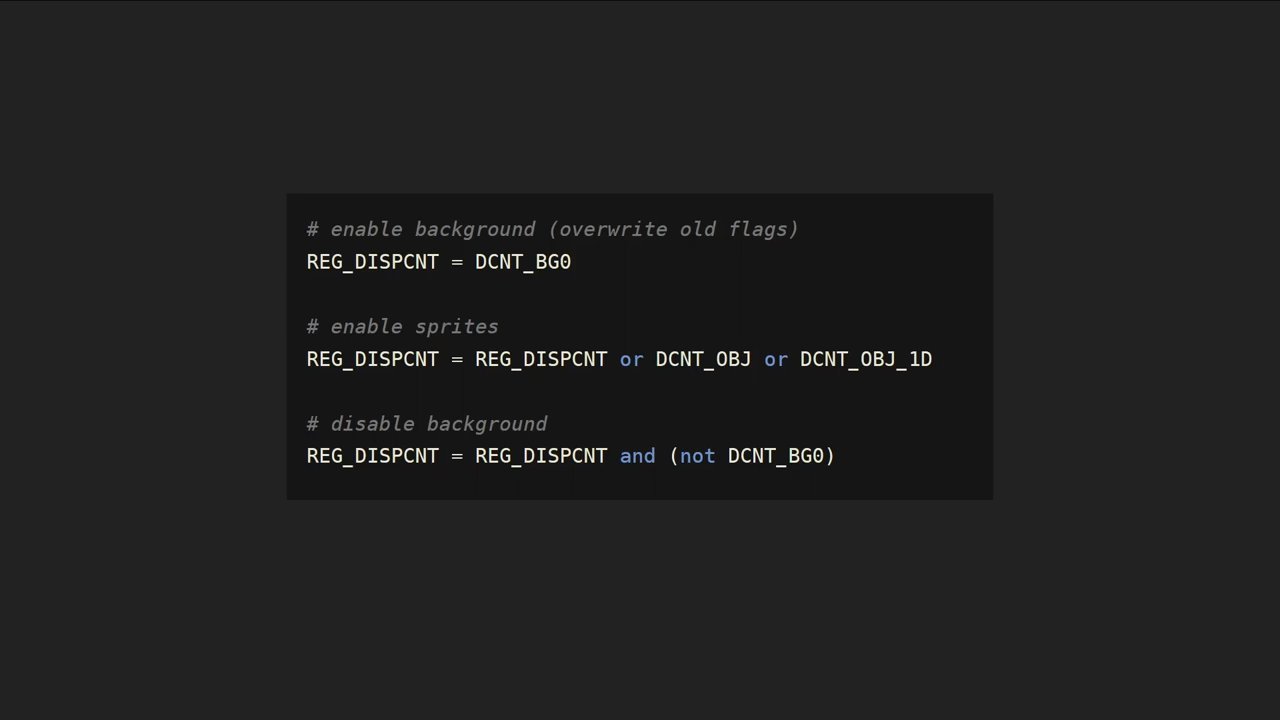 # enable background (overwrite old flags)
REG_DISPCNT = DCNT_BG0
# enable sprites
REG_DISPCNT = REG_DISPCNT or DCNT_OBJ or DCNT_OBJ_1D
# disable background
REG_DISPCNT = REG_DISPCNT and (not DCNT_BG0)